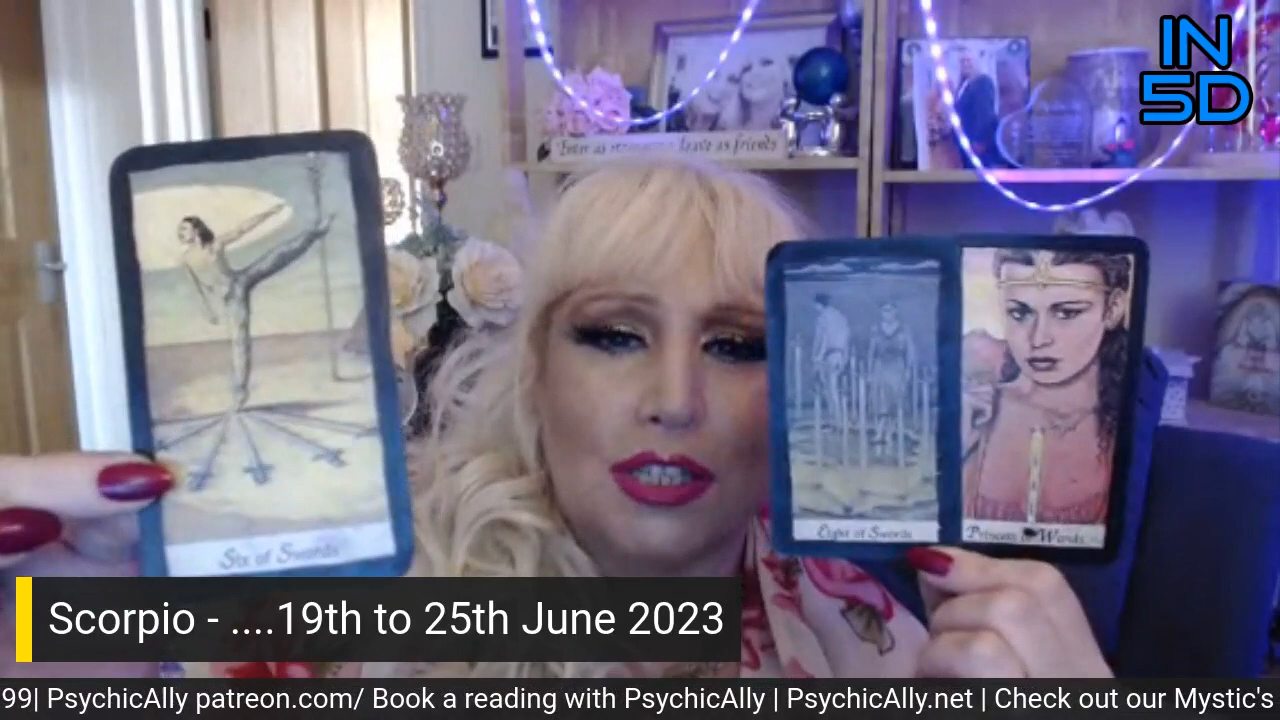 IN
5D
Enter as strangers leave as friends
Six of Swords
Eight of Swords
Princess of Wands
Scorpio - ....19th to 25th June 2023
99| PsychicAlly patreon.com/ Book a reading with PsychicAlly | PsychicAlly.net | Check out our Mystic's